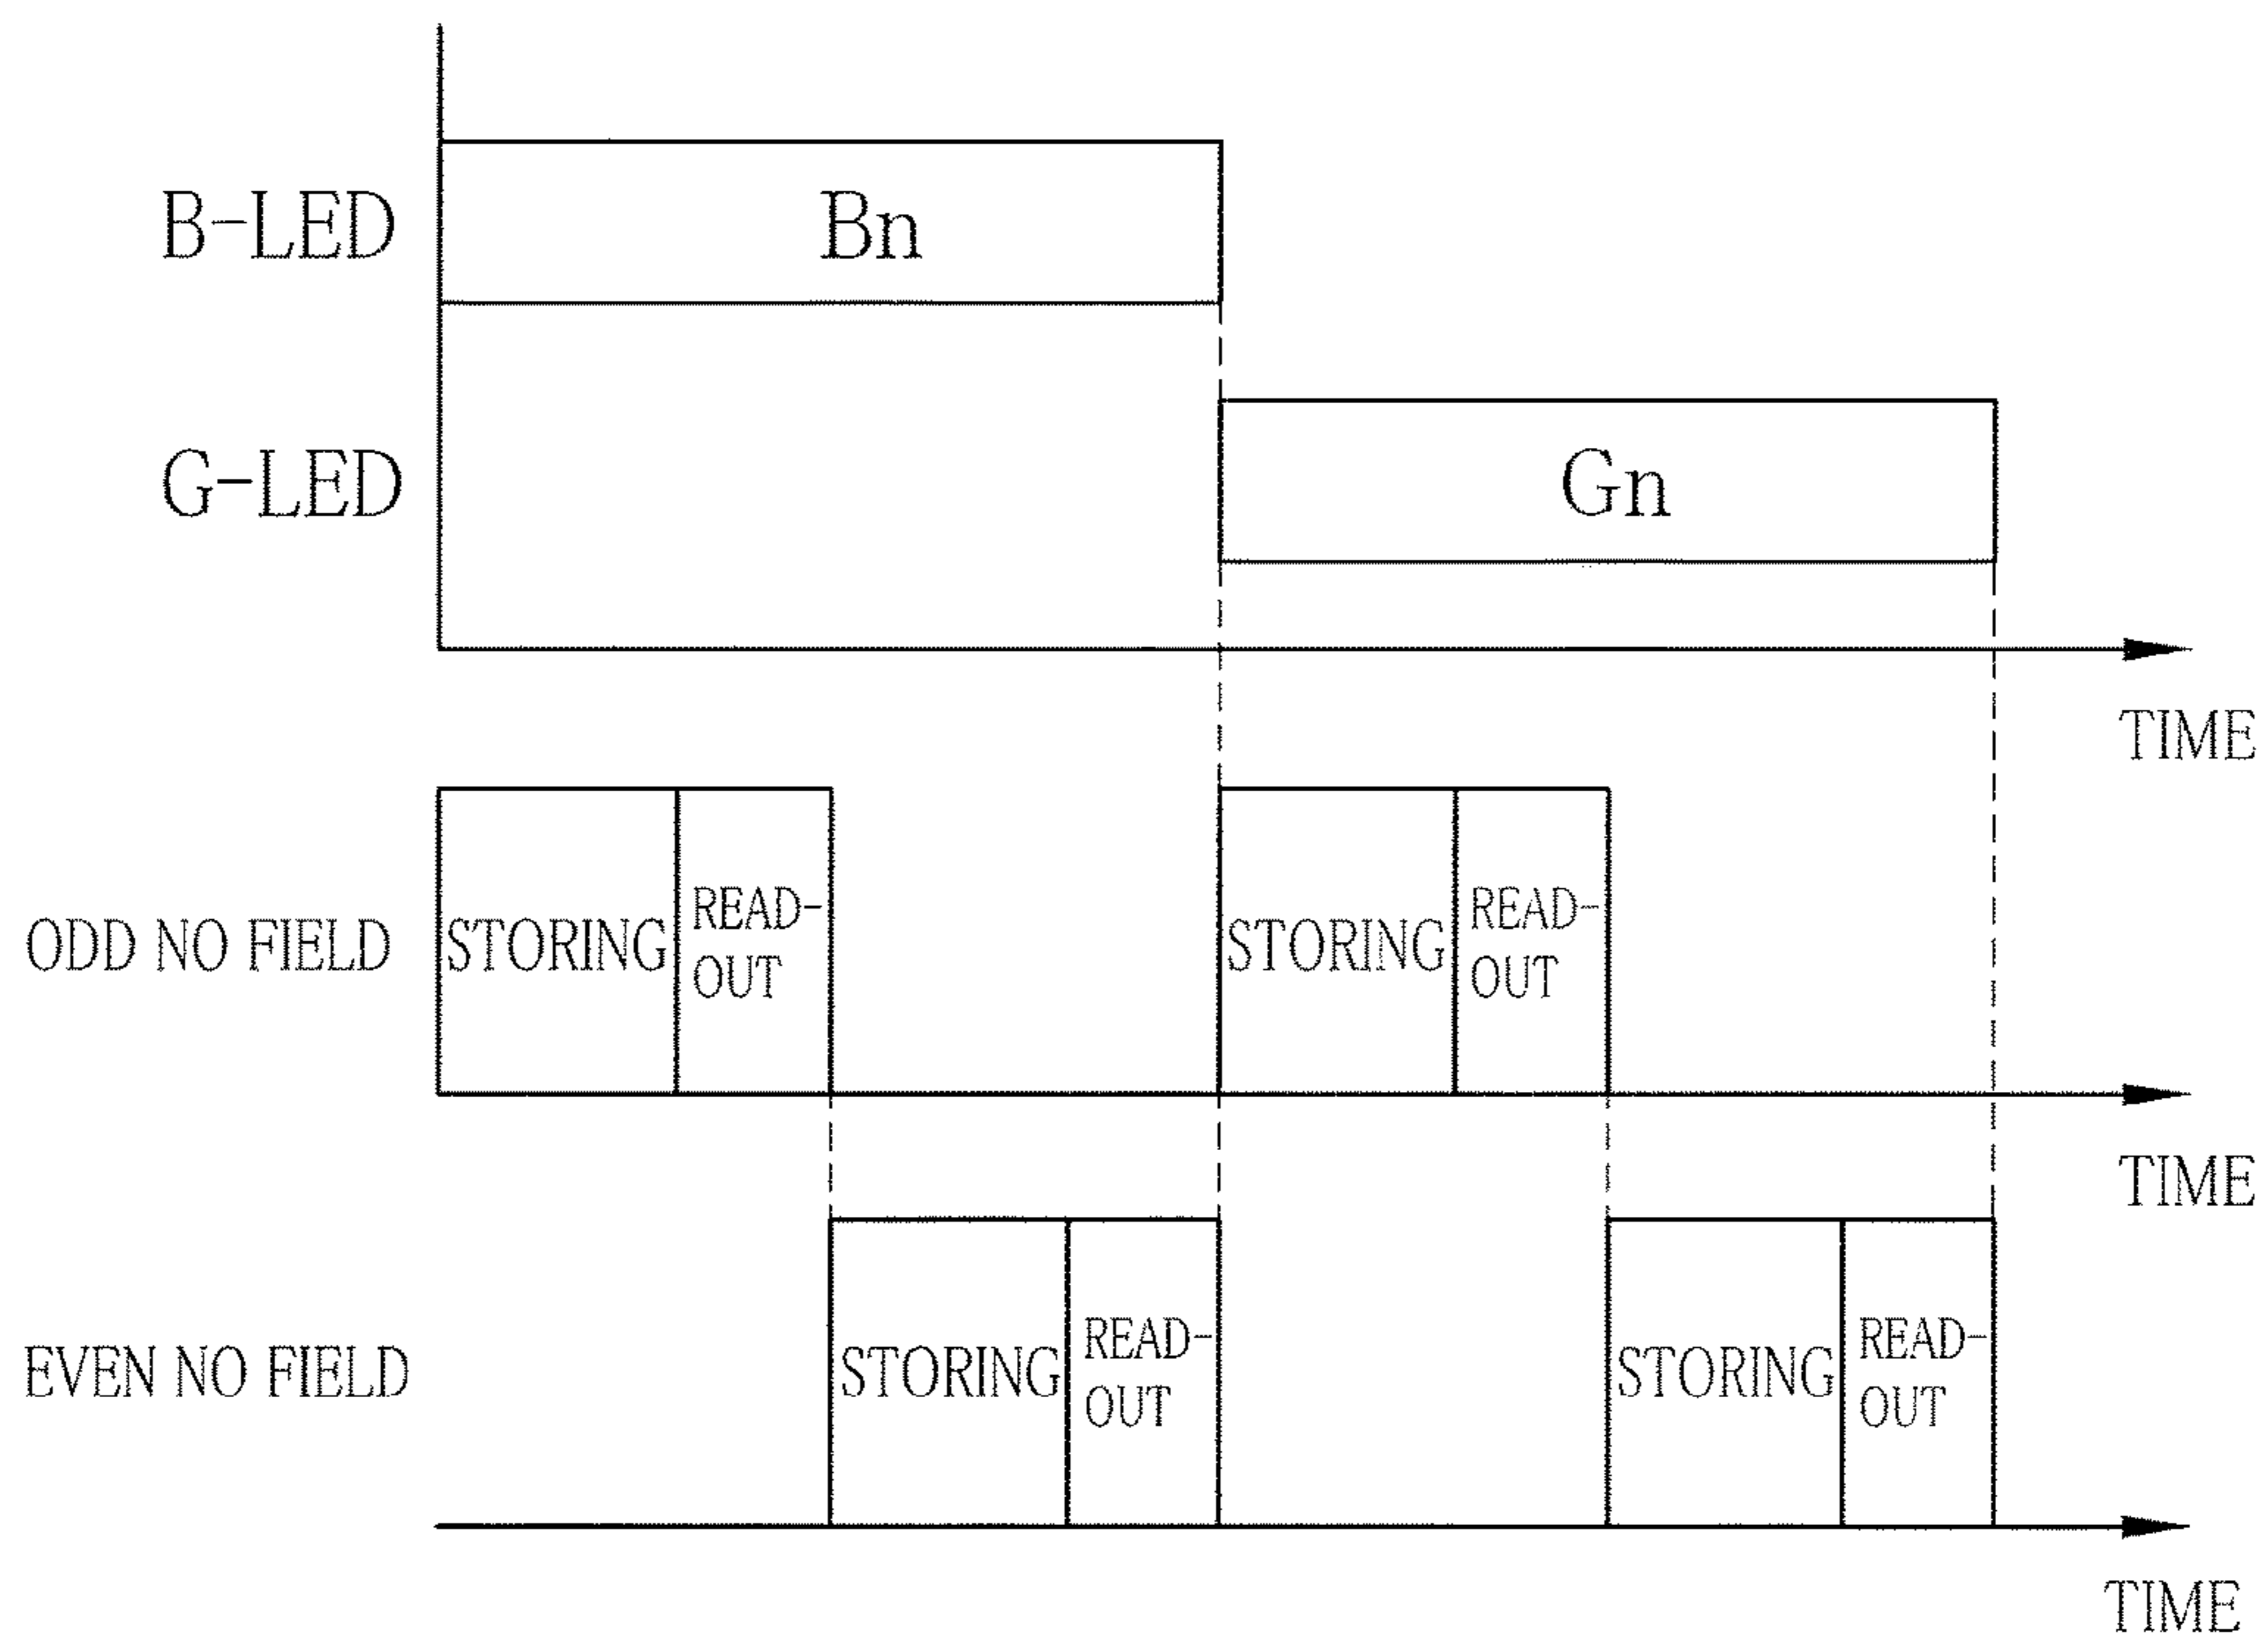 B-LED
Bn
G-LED
Gn
TIME
ODD NO FIELD
STORING
READ-
OUT
STORING
READ-
OUT
TIME
EVEN NO FIELD
STORING
READ-
OUT
STORING
READ-
OUT
TIME